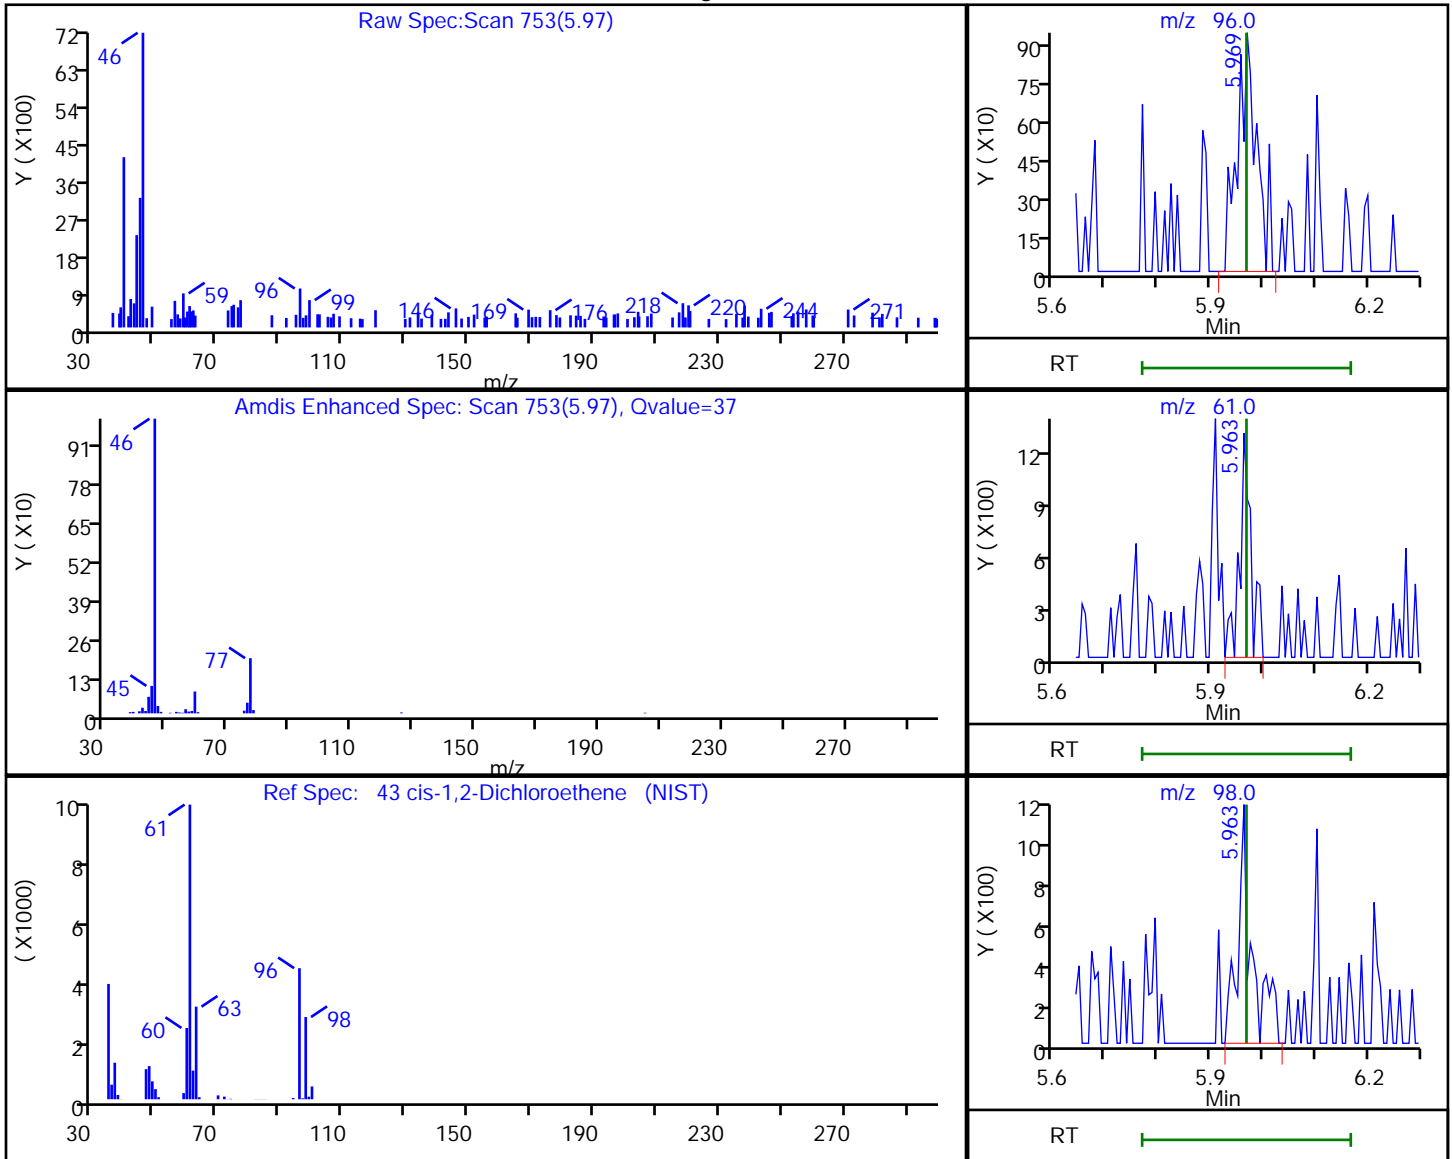 Raw Spec:Scan 753(5.97)
Y ( X100)
72
63
54
45
36
27
18
9
0
46
59
96
99
146
169
176
218
220
244
271
30 70 110 150 190 230 270
m/z
m/z 96.0
Y ( X10)
90
75
60
45
30
15
0
5.969
5.6 5.9 6.2
Min
RT
Amdis Enhanced Spec: Scan 753(5.97), Qvalue=37
Y ( X10)
91
78
65
52
39
26
13
0
46
45
77
30 70 110 150 190 230 270
m/z
m/z 61.0
Y ( X100)
12
9
6
3
0
5.963
5.6 5.9 6.2
Min
RT
Ref Spec: 43 cis-1,2-Dichloroethene (NIST)
( X1000)
10
8
6
4
2
0
61
60
63
96
98
30 70 110 150 190 230 270
m/z 98.0
Y ( X100)
12
10
8
6
4
2
0
5.963
5.6 5.9 6.2
Min
RT